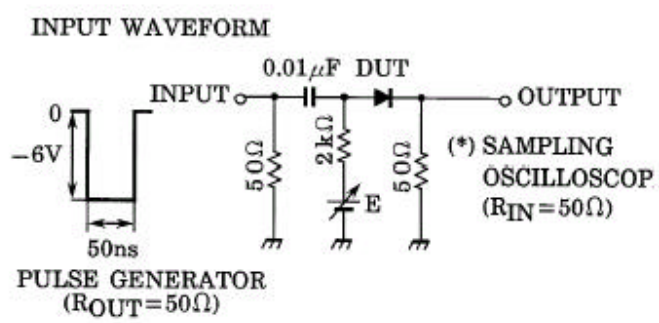 INPUT WAVEFORM
0.01μF DUT
INPUT
OUTPUT
0
-6V
50Ω
2kΩ
50Ω
E
(*) SAMPLING
OSCILLOSCOP
(RIN=50Ω)
50ns
PULSE GENERATOR
(ROUT=50Ω)